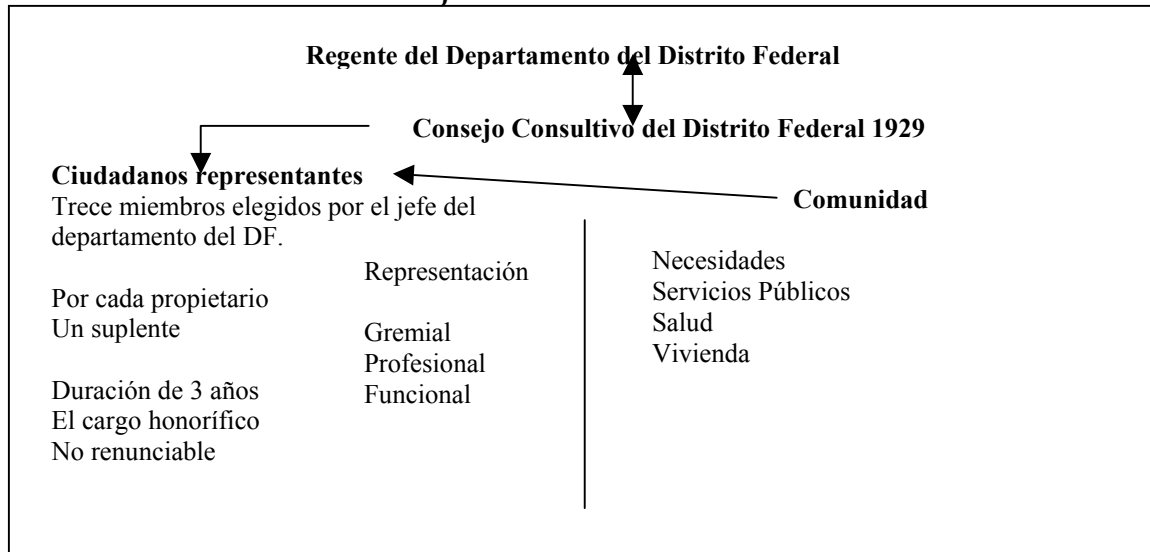 Regente del Departamento del Distrito Federal
Consejo Consultivo del Distrito Federal 1929
Ciudadanos representantes
Trece miembros elegidos por el jefe del
departamento del DF.
Por cada propietario
Un suplente
Duración de 3 años
El cargo honorífico
No renunciable
Representación
Gremial
Profesional
Funcional
Comunidad
Necesidades
Servicios Públicos
Salud
Vivienda